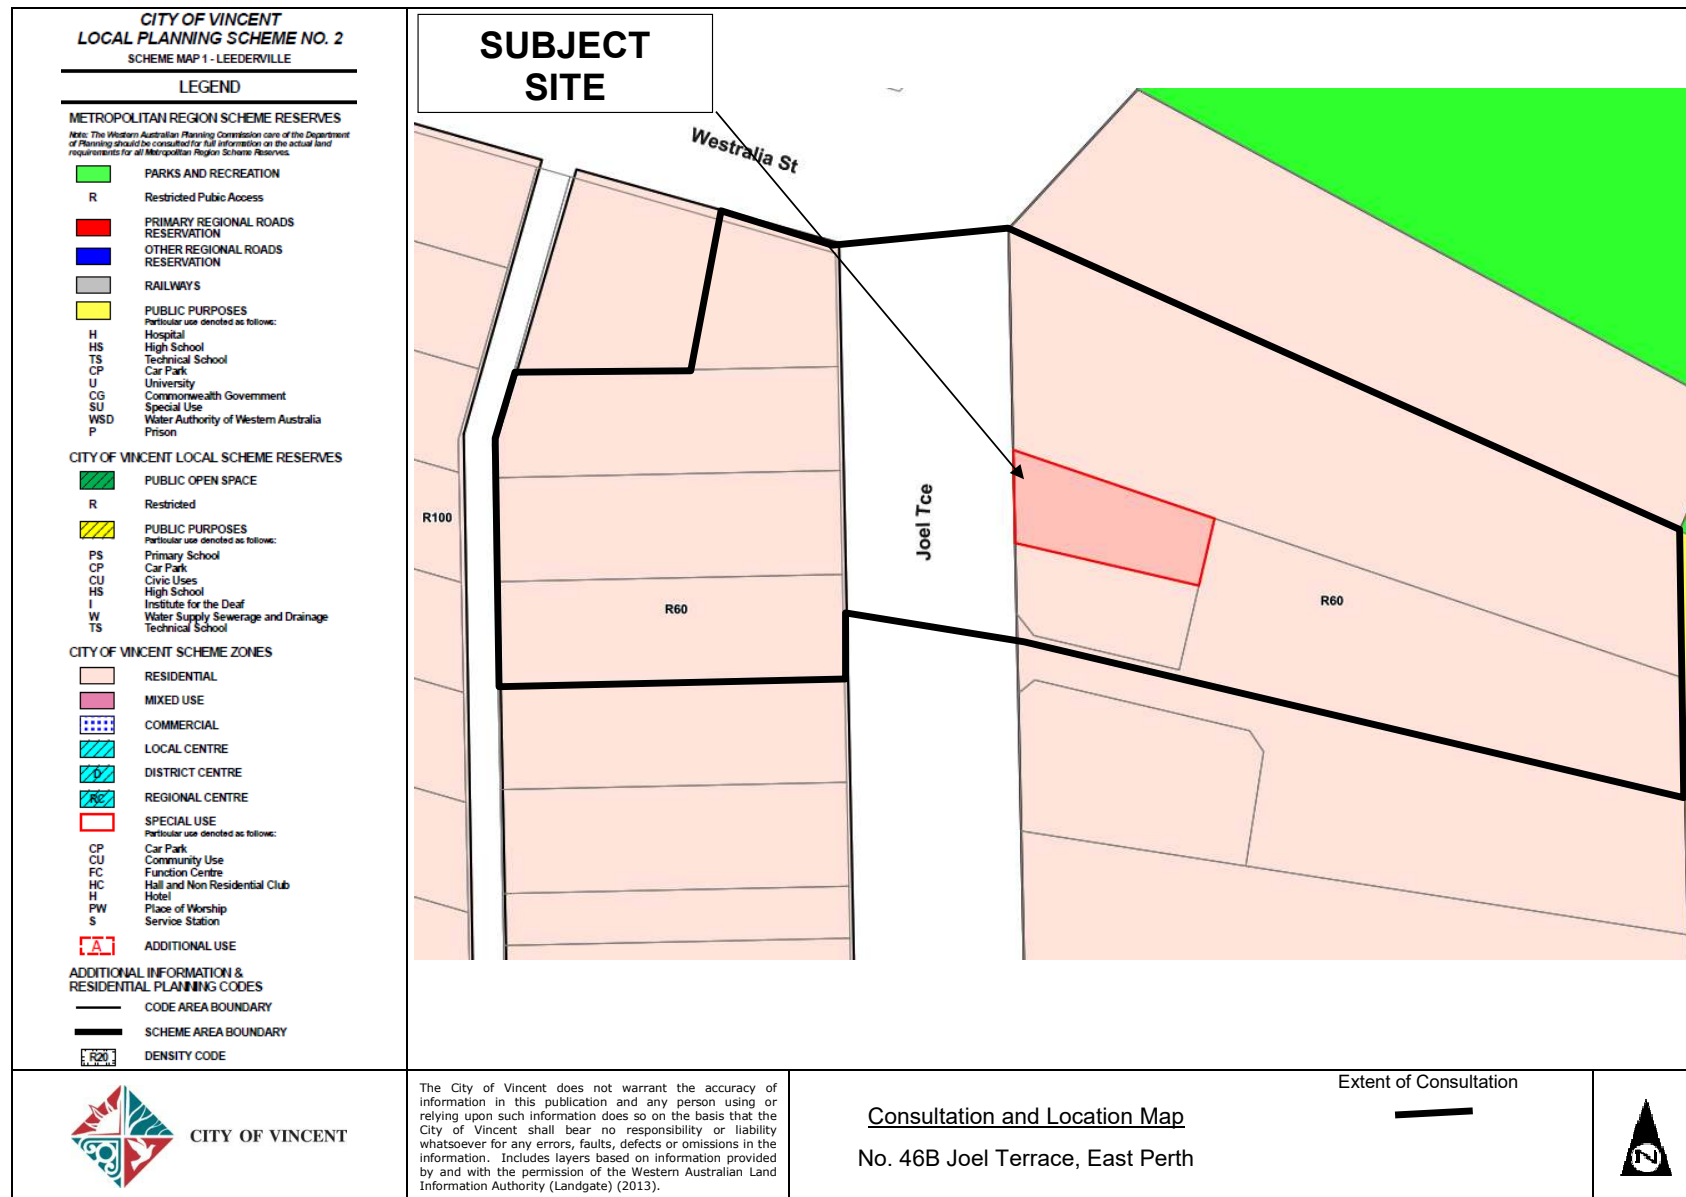 CITY OF VINCENT
LOCAL PLANNING SCHEME NO. 2
SCHEME MAP 1 - LEEDERVILLE
LEGEND
METROPOLITAN REGION SCHEME RESERVES
Note: The Western Australian Planning Commission care of the Department
of Planning should be consulted for full information on the actual land
requirements for all Metropolitan Region Scheme Reserves.
PARKS AND RECREATION
R Restricted Pubic Access
PRIMARY REGIONAL ROADS
RESERVATION
OTHER REGIONAL ROADS
RESERVATION
RAILWAYS
PUBLIC PURPOSES
Particular use denoted as follows:
H Hospital
HS High School
TS Technical School
CP Car Park
U University
CG Commonwealth Government
SU Special Use
WSD Water Authority of Western Australia
P Prison
CITY OF VINCENT LOCAL SCHEME RESERVES
PUBLIC OPEN SPACE
R Restricted
PUBLIC PURPOSES
Particular use denoted as follows:
PS Primary School
CP Car Park
CU Civic Uses
HS High School
I Institute for the Deaf
W Water Supply Sewerage and Drainage
TS Technical School
CITY OF VINCENT SCHEME ZONES
RESIDENTIAL
MIXED USE
COMMERCIAL
LOCAL CENTRE
D DISTRICT CENTRE
RC REGIONAL CENTRE
SPECIAL USE
Particular use denoted as follows:
CP Car Park
CU Community Use
FC Function Centre
HC Hall and Non Residential Club
H Hotel
PW Place of Worship
S Service Station
A ADDITIONAL USE
ADDITIONAL INFORMATION &
RESIDENTIAL PLANNING CODES
CODE AREA BOUNDARY
SCHEME AREA BOUNDARY
R20 DENSITY CODE
SUBJECT
SITE
Westralia St
R100
Joel Tce
R60
R60
CITY OF VINCENT
The City of Vincent does not warrant the accuracy of
information in this publication and any person using or
relying upon such information does so on the basis that the
City of Vincent shall bear no responsibility or liability
whatsoever for any errors, faults, defects or omissions in the
information. Includes layers based on information provided
by and with the permission of the Western Australian Land
Information Authority (Landgate) (2013).
Consultation and Location Map
No. 46B Joel Terrace, East Perth
Extent of Consultation
N